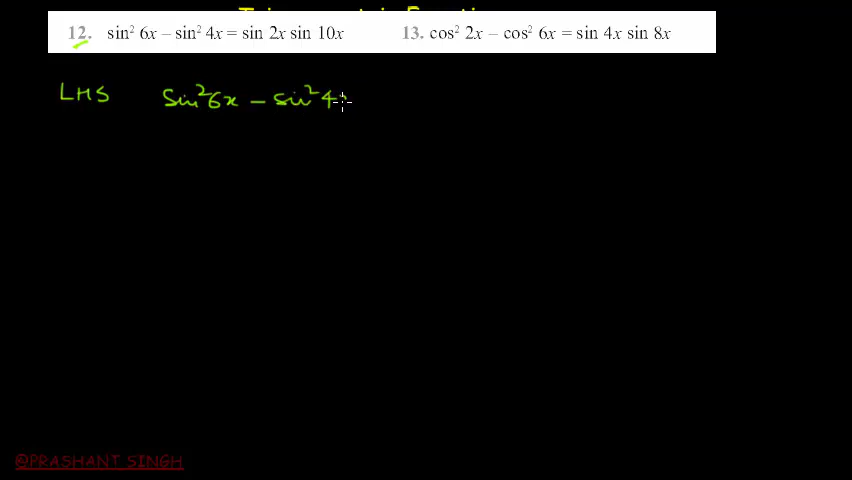 12. sin² 6x – sin² 4x = sin 2x sin 10x 13. cos² 2x – cos² 6x = sin 4x sin 8x
LHS sin²6x – sin²4x
@PRASHANT SINGH